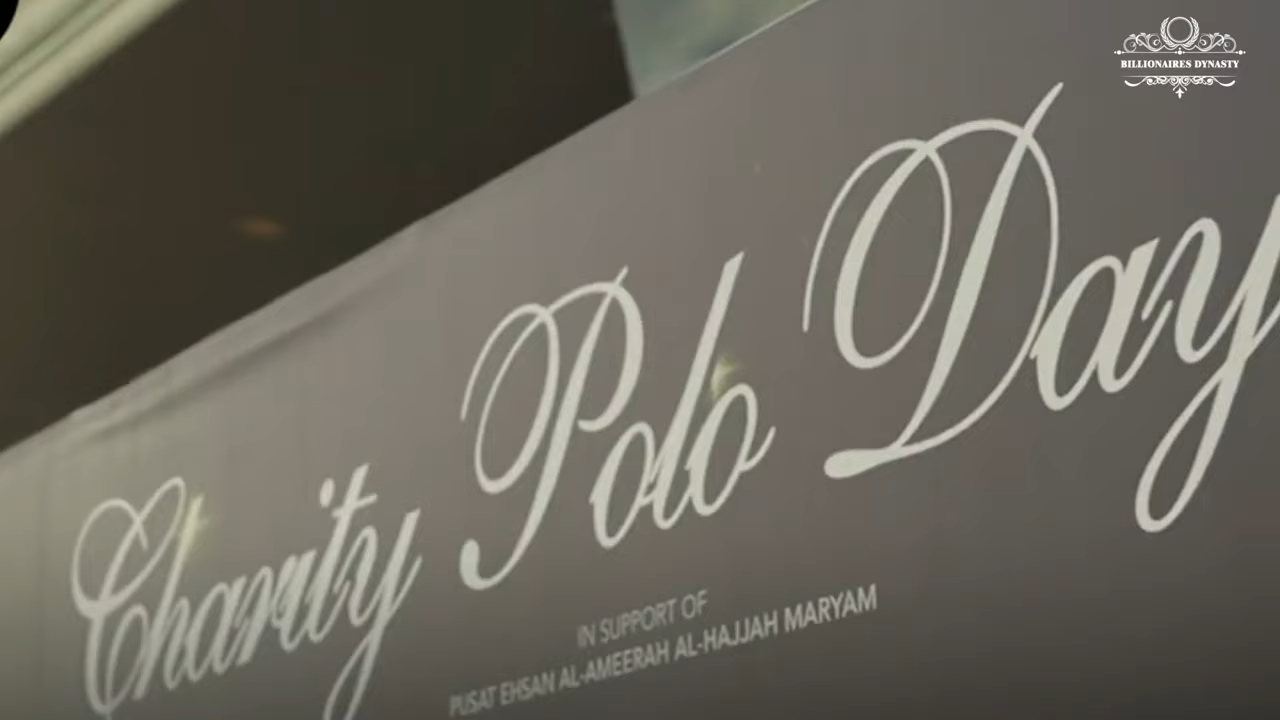 BILLIONAIRES DYNASTY
Charity Polo Day
IN SUPPORT OF
PUSAT EHSAN AL-AMEERAH AL-HAJJAH MARYAM